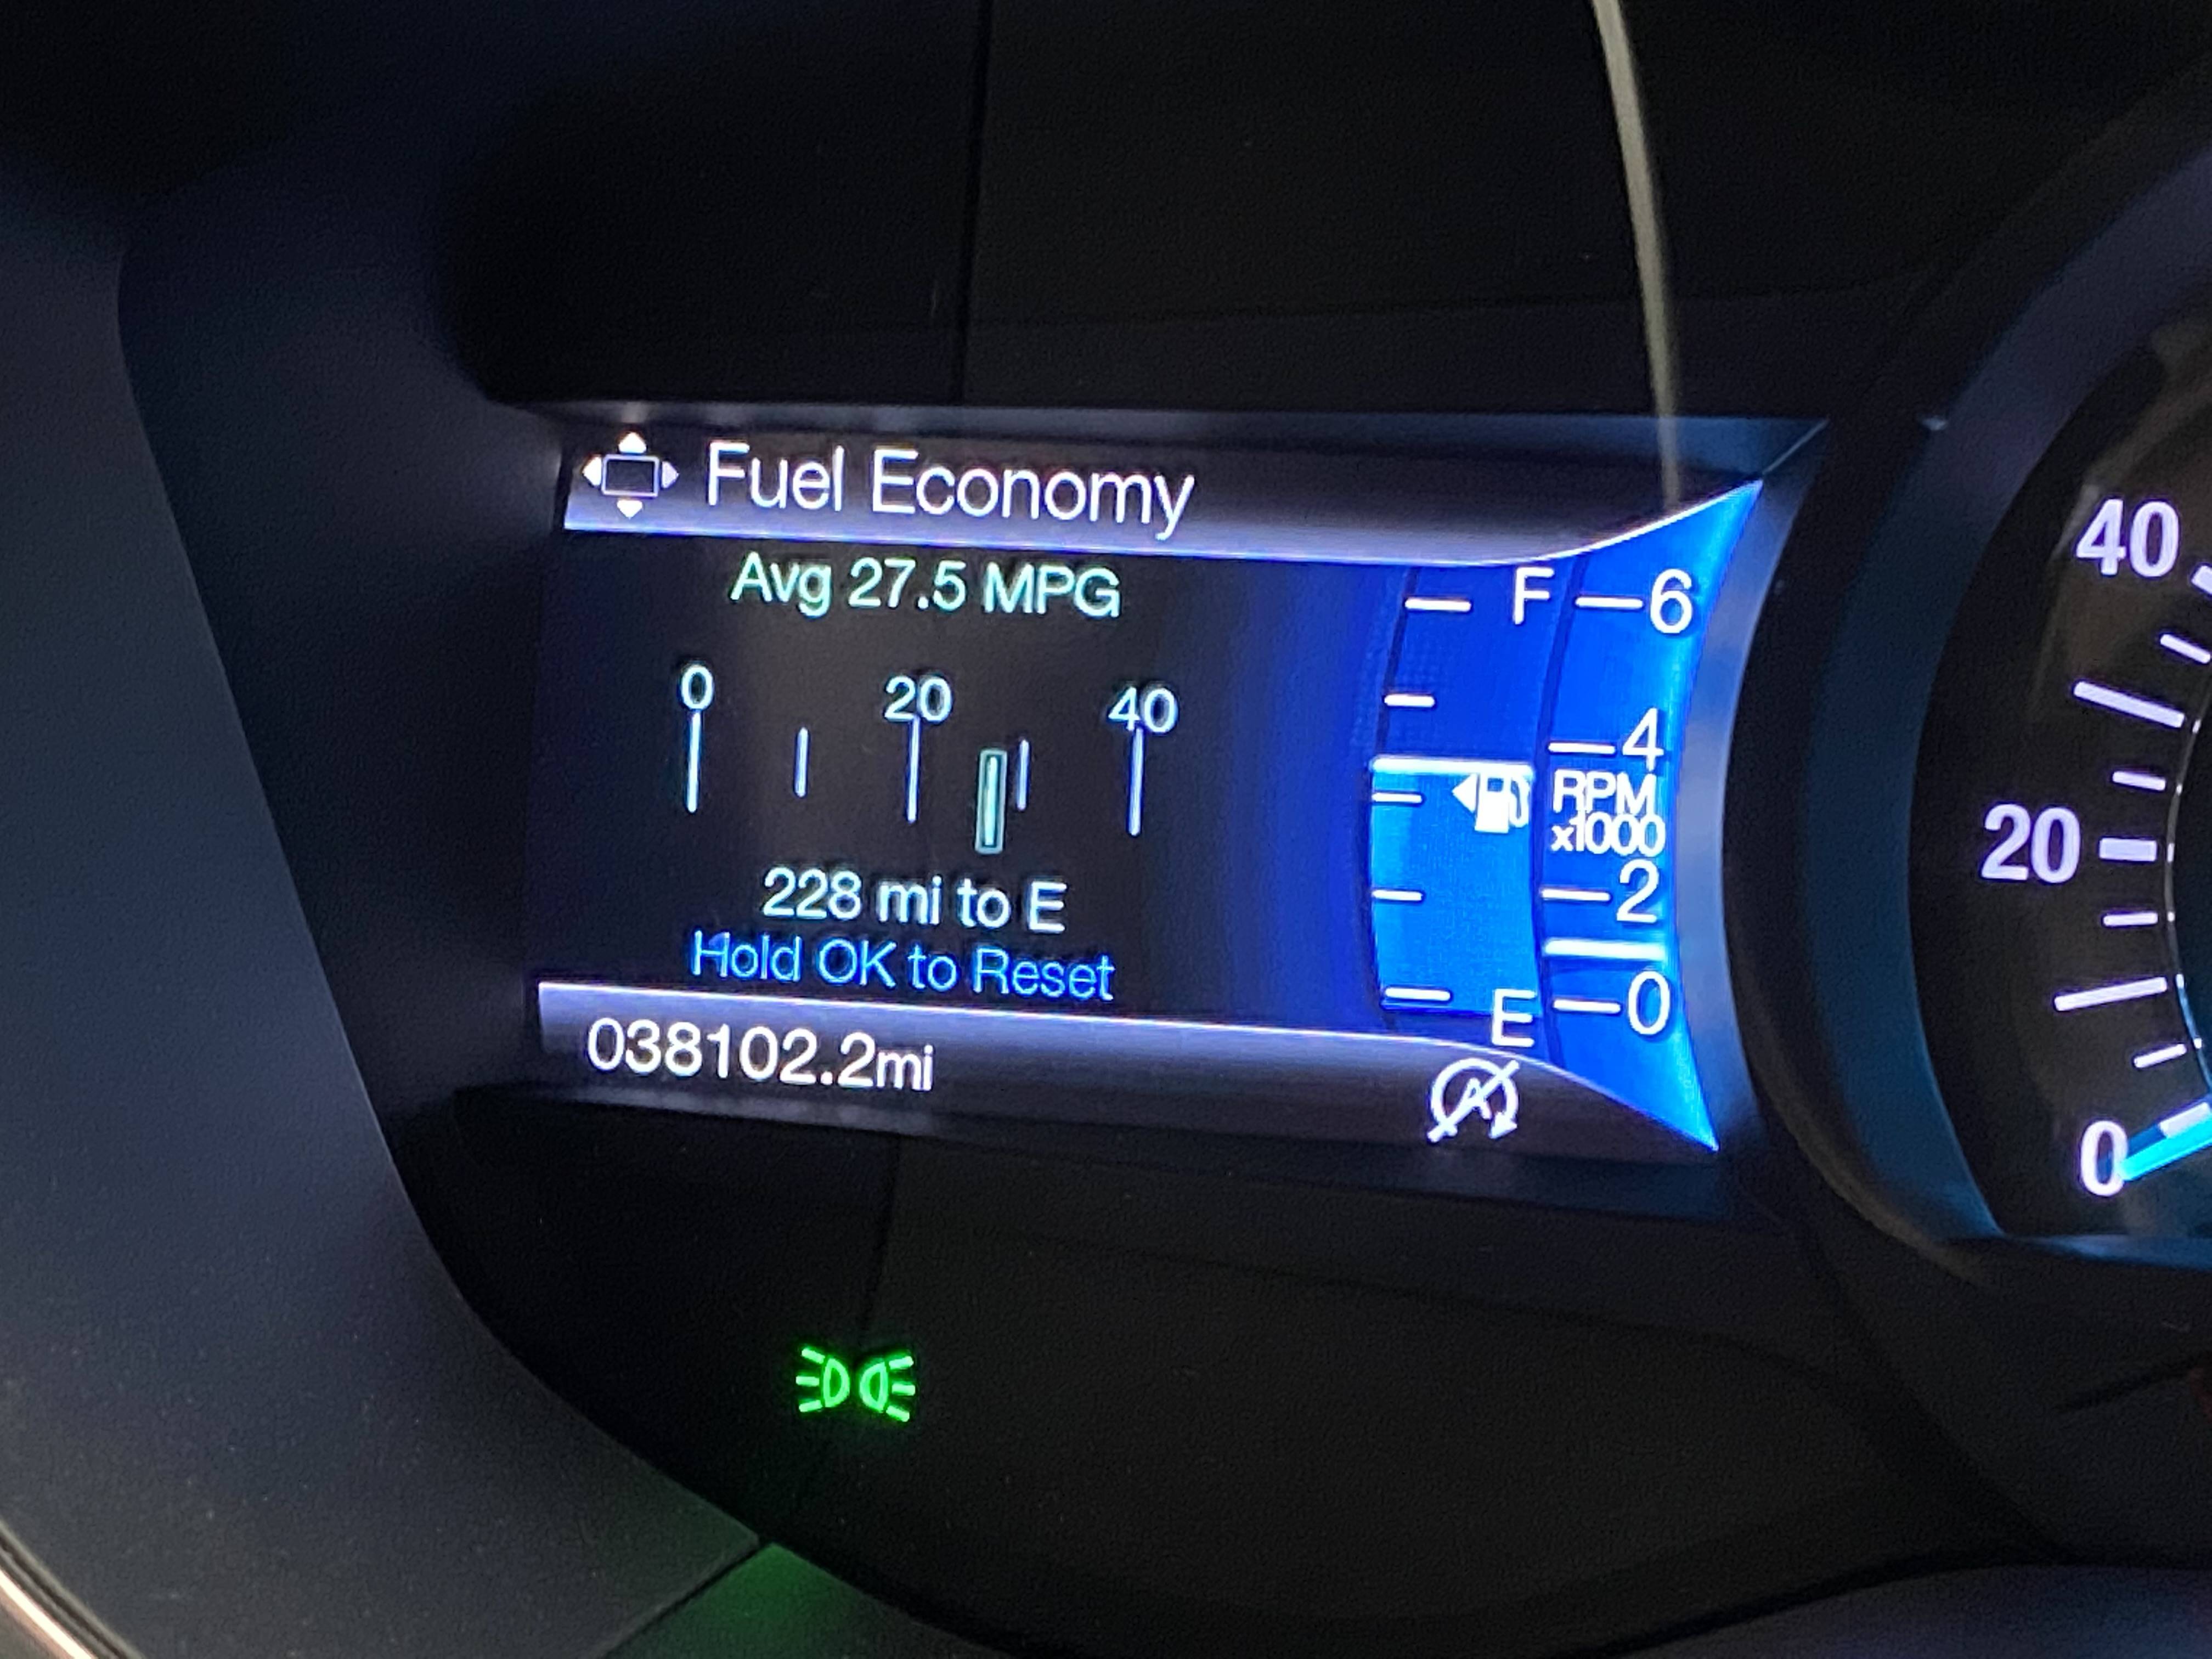 Fuel Economy
Avg 27.5 MPG
0 20 40
228 mi to E
Hold OK to Reset
038102.2mi
F
E
6
4
RPM
x1000
2
0
40
20
0